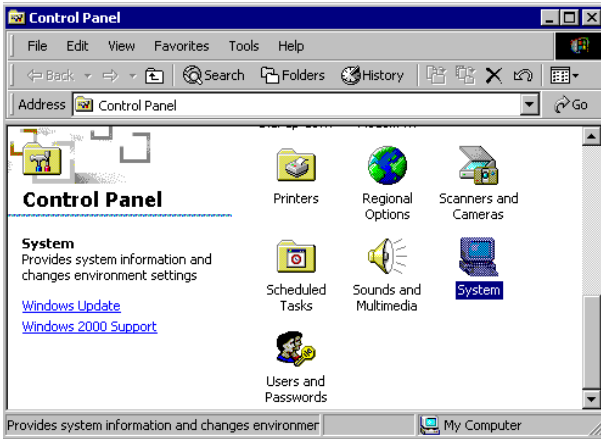 Control Panel
File Edit View Favorites Tools Help
Back Search Folders History
Address Control Panel Go
Control Panel
System
Provides system information and
changes environment settings
Windows Update
Windows 2000 Support
Printers
Regional
Options
Scanners and
Cameras
Scheduled
Tasks
Sounds and
Multimedia
System
Users and
Passwords
Provides system information and changes environmer
My Computer